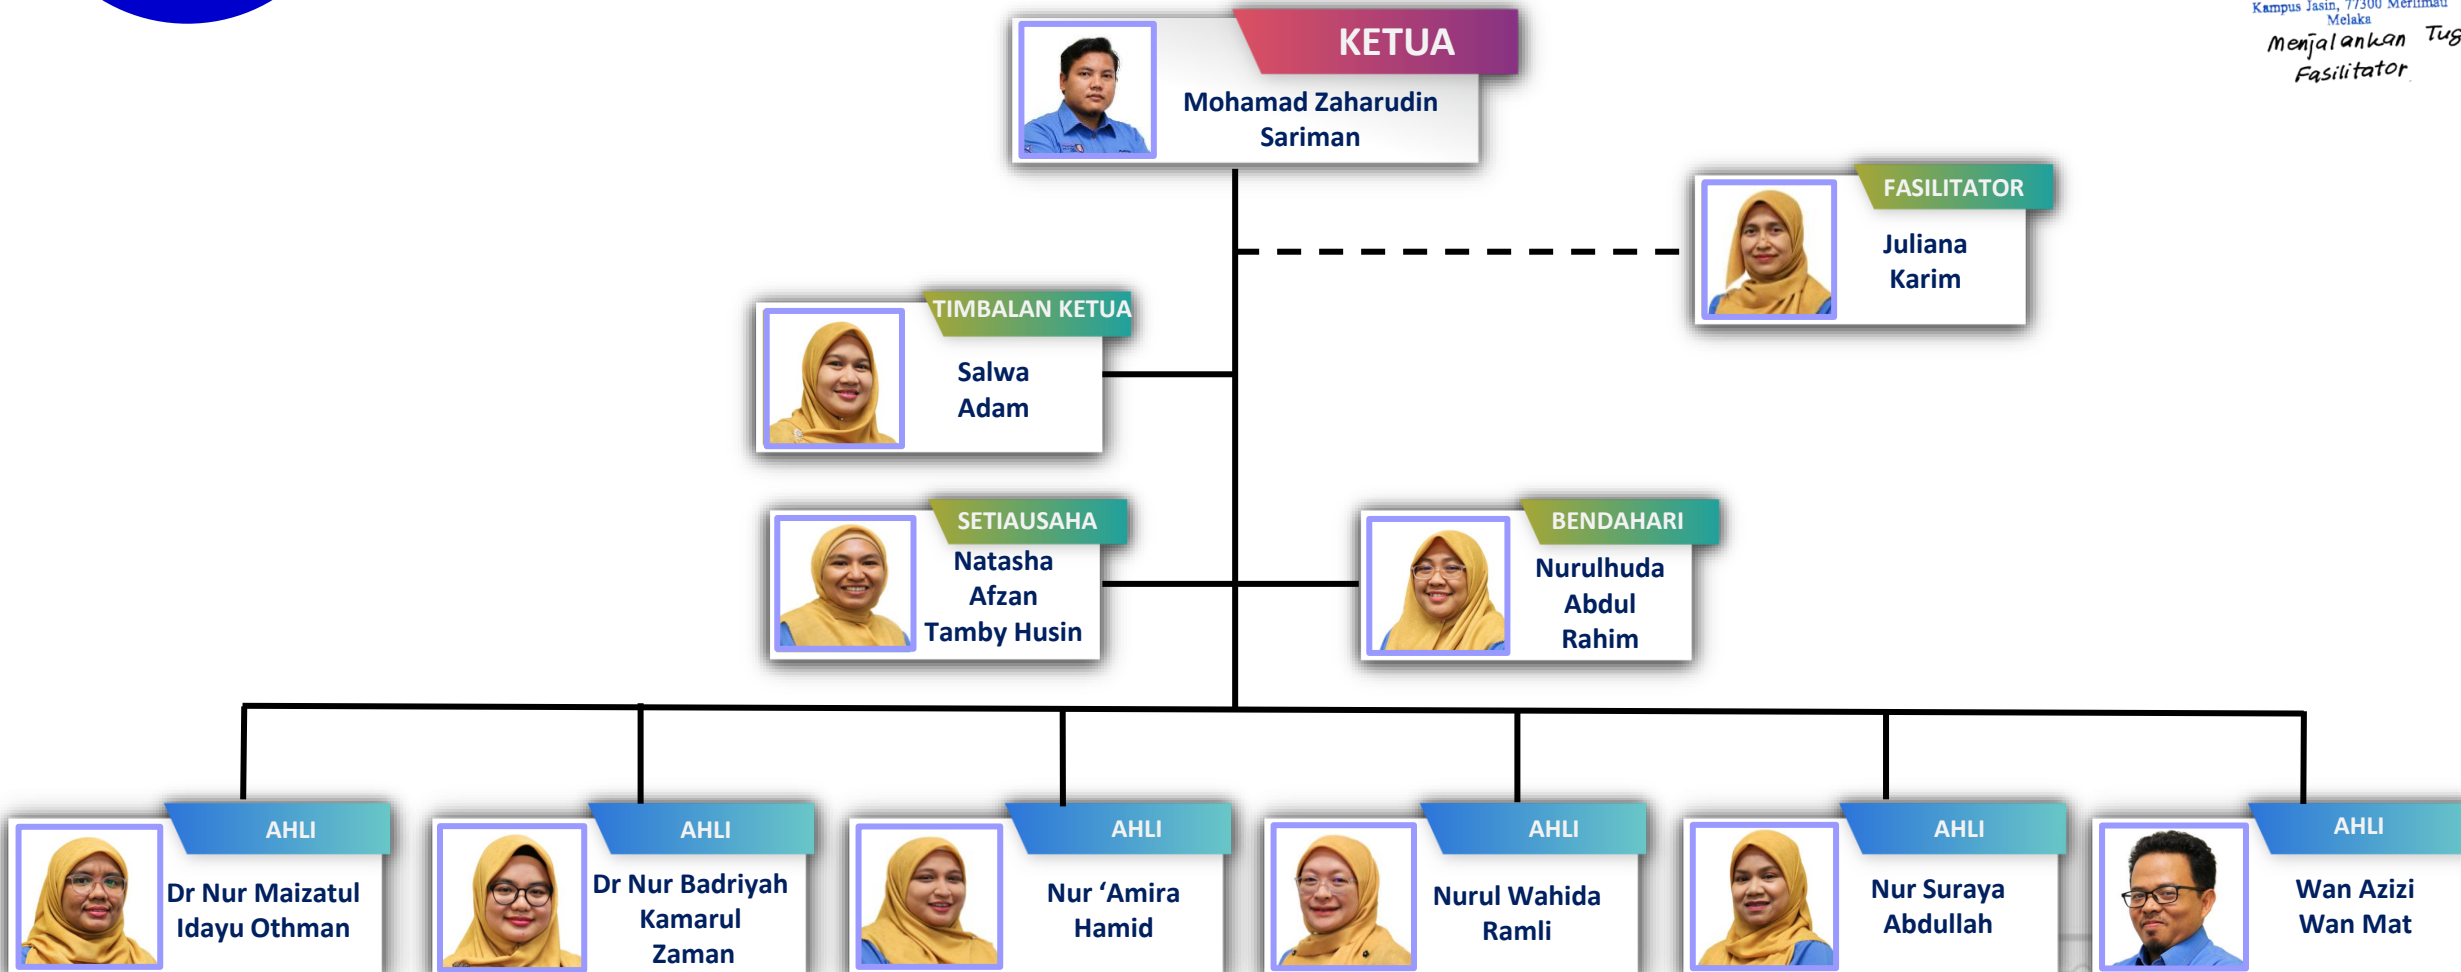 Kampus Jasin, 77300 Merlimau
Melaka
Menjalankan Tug
Fasilitator
KETUA
Mohamad Zaharudin
Sariman
FASILITATOR
Juliana
Karim
TIMBALAN KETUA
Salwa
Adam
SETIAUSAHA
Natasha
Afzan
Tamby Husin
BENDAHARI
Nurulhuda
Abdul
Rahim
AHLI
Dr Nur Maizatul
Idayu Othman
AHLI
Dr Nur Badriyah
Kamarul
Zaman
AHLI
Nur ‘Amira
Hamid
AHLI
Nurul Wahida
Ramli
AHLI
Nur Suraya
Abdullah
AHLI
Wan Azizi
Wan Mat